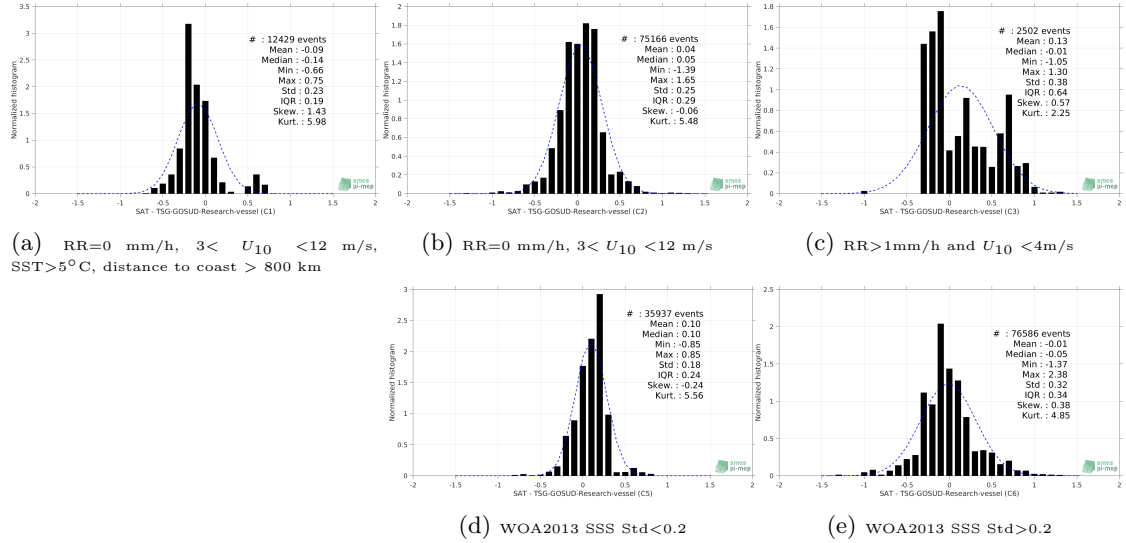 3.5
3
2.5
2
1.5
1
0.5
0
Normalized histogram
# : 12429 events
Mean : -0.09
Median : -0.14
Min : -0.66
Max : 0.75
Std : 0.23
IQR : 0.19
Skew. : 1.43
Kurt. : 5.98
smos
pi-mep
-2 -1.5 -1 -0.5 0 0.5 1 1.5 2
SAT - TSG-GOSUD-Research-vessel (C1)
(a) RR=0 mm/h, 3< U10 <12 m/s,
SST>5°C, distance to coast > 800 km
2
1.8
1.6
1.4
1.2
1
0.8
0.6
0.4
0.2
0
Normalized histogram
# : 75166 events
Mean : 0.04
Median : 0.05
Min : -1.39
Max : 1.65
Std : 0.25
IQR : 0.29
Skew. : -0.06
Kurt. : 5.48
smos
pi-mep
-2 -1.5 -1 -0.5 0 0.5 1 1.5 2
SAT - TSG-GOSUD-Research-vessel (C2)
(b) RR=0 mm/h, 3< U10 <12 m/s
1.8
1.6
1.4
1.2
1
0.8
0.6
0.4
0.2
0
Normalized histogram
# : 2502 events
Mean : 0.13
Median : -0.01
Min : -1.05
Max : 1.30
Std : 0.38
IQR : 0.64
Skew. : 0.57
Kurt. : 2.25
smos
pi-mep
-2 -1.5 -1 -0.5 0 0.5 1 1.5 2
SAT - TSG-GOSUD-Research-vessel (C3)
(c) RR>1mm/h and U10 <4m/s
3
2.5
2
1.5
1
0.5
0
Normalized histogram
# : 35937 events
Mean : 0.10
Median : 0.10
Min : -0.85
Max : 0.85
Std : 0.18
IQR : 0.24
Skew. : -0.24
Kurt. : 5.56
smos
pi-mep
-2 -1.5 -1 -0.5 0 0.5 1 1.5 2
SAT - TSG-GOSUD-Research-vessel (C5)
(d) WOA2013 SSS Std<0.2
2.5
2
1.5
1
0.5
0
Normalized histogram
# : 76586 events
Mean : -0.01
Median : -0.05
Min : -1.37
Max : 2.38
Std : 0.32
IQR : 0.34
Skew. : 0.38
Kurt. : 4.85
smos
pi-mep
-2 -1.5 -1 -0.5 0 0.5 1 1.5 2
SAT - TSG-GOSUD-Research-vessel (C6)
(e) WOA2013 SSS Std>0.2